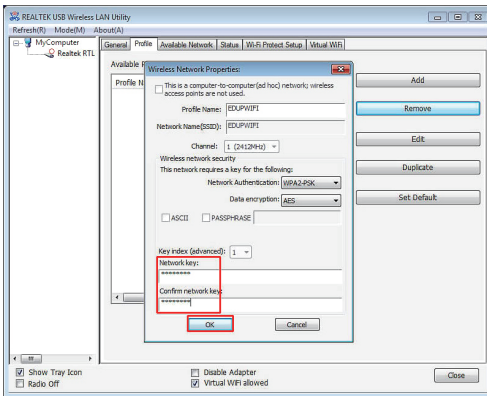 REALTEK USB Wireless LAN Utility
Refresh(R) Mode(M) About(A)
MyComputer
Realtek RTL
General Profile Available Network Status Wi-Fi Protect Setup Virtual WiFi
Available
Profile N
Wireless Network Properties:
This is a computer-to-computer(ad hoc) network; wireless
access points are not used.
Profile Name: EDUPWIFI
Network Name(SSID): EDUPWIFI
Channel: 1 (2412MHz)
Wireless network security
This network requires a key for the following:
Network Authentication: WPA2-PSK
Data encryption: AES
ASCII PASSPHRASE
Key index (advanced): 1
Network key:
********
Confirm network key:
********
OK Cancel
Add
Remove
Edit
Duplicate
Set Default
Show Tray Icon
Radio Off
Disable Adapter
Virtual WiFi allowed
Close